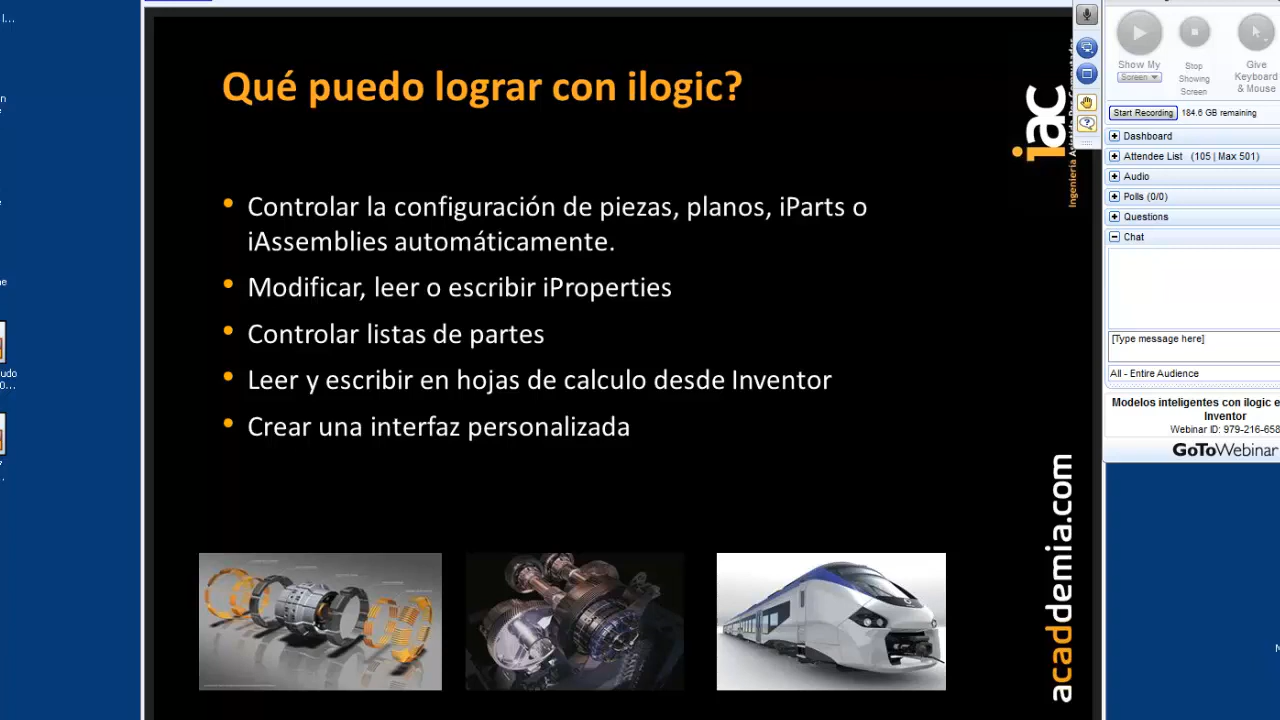 Qué puedo lograr con ilogic?
• Controlar la configuración de piezas, planos, iParts o
iAssemblies automáticamente.
• Modificar, leer o escribir iProperties
• Controlar listas de partes
• Leer y escribir en hojas de calculo desde Inventor
• Crear una interfaz personalizada
iac
acaddemia.com
Show My
Screen
Stop
Showing
Screen
Give
Keyboard
& Mouse
Start Recording 184.6 GB remaining
Dashboard
Attendee List (105 | Max 501)
Audio
Polls (0/0)
Questions
Chat
[Type message here]
All - Entire Audience
Modelos inteligentes con ilogic e
Inventor
Webinar ID: 979-216-658
GoToWebinar